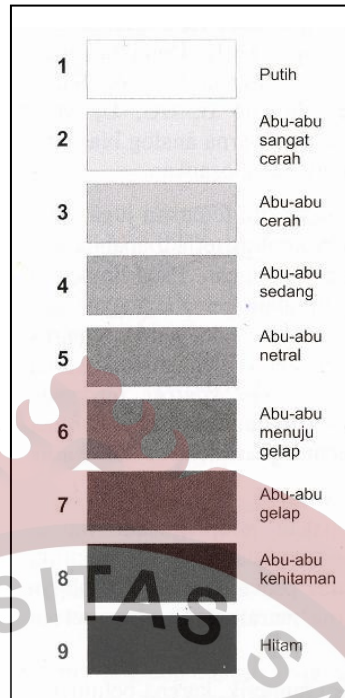 1 Putih
2 Abu-abu
sangat
cerah
3 Abu-abu
cerah
4 Abu-abu
sedang
5 Abu-abu
netral
6 Abu-abu
menuju
gelap
7 Abu-abu
gelap
8 Abu-abu
kehitaman
SITAS S
9 Hitam